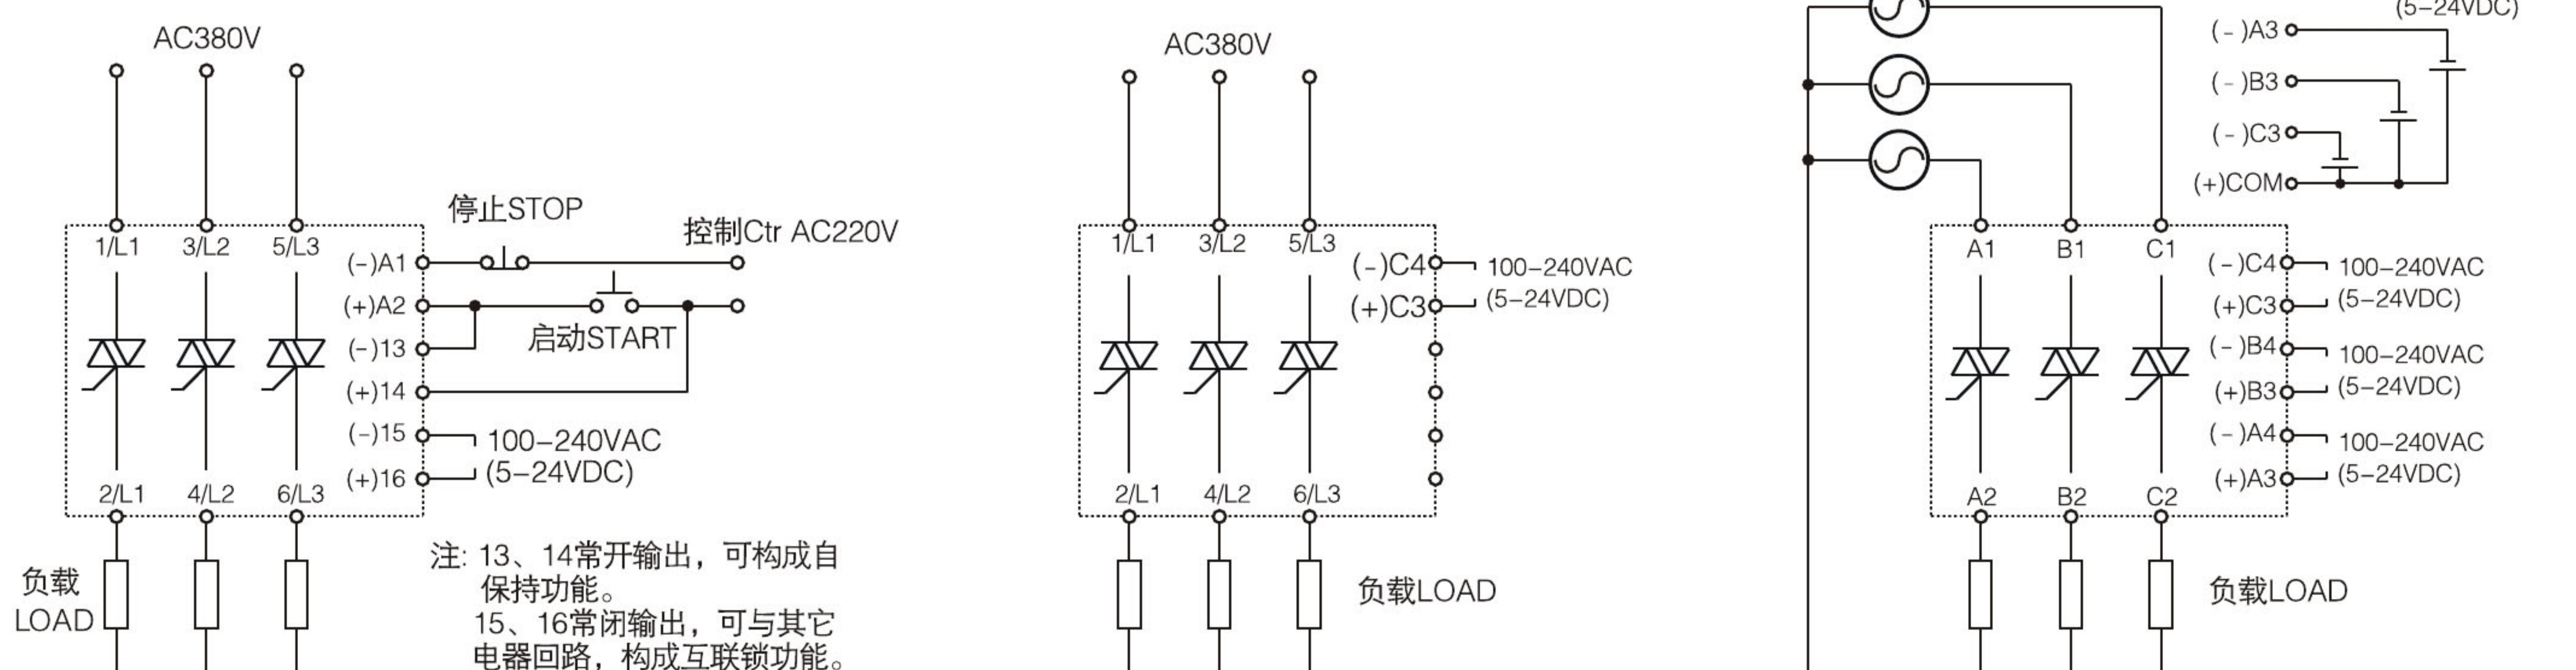 AC380V
1/L1 3/L2 5/L3
停止STOP
控制Ctr AC220V
(-)A1
(+)A2
启动START
(-)13
(+)14
(-)15
100-240VAC
(+)16
(5-24VDC)
2/L1 4/L2 6/L3
负载
LOAD
注: 13、14常开输出，可构成自
保持功能。
15、16常闭输出，可与其它
电器回路，构成互联锁功能。
AC380V
1/L1 3/L2 5/L3
(-)C4
100-240VAC
(+)C3
(5-24VDC)
2/L1 4/L2 6/L3
负载LOAD
(5-24VDC)
(-)A3
(-)B3
(-)C3
(+)COM
A1 B1 C1
(-)C4
100-240VAC
(+)C3
(5-24VDC)
(-)B4
100-240VAC
(+)B3
(5-24VDC)
(-)A4
100-240VAC
(+)A3
(5-24VDC)
A2 B2 C2
负载LOAD